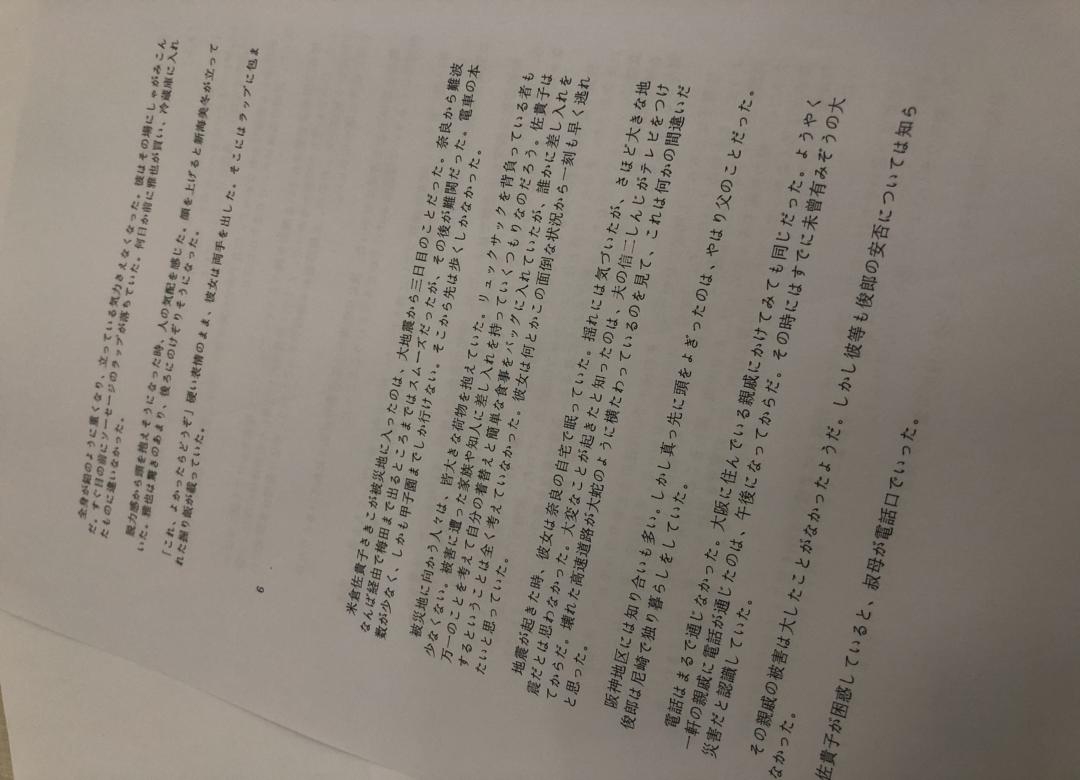 全身が鉛のように重くなり、立っている気力さえなくなった。彼はその場にしゃがみこん
だ。すぐ目の前にソーセージのラップが落ちていた。何日か前に雅也が買い、冷蔵庫に入れ
たものに違いなかった。
脱力感から頭を抱えそうになった時、人の気配を感じた。顔を上げると新海美冬が立って
いた。雅也は驚きのあまり、後ろにのけぞりそうになった。
「これ、よかったらどうぞ」硬い表情のまま、彼女は両手を出した。そこにはラップに包ま
れた握り飯が載っていた。
6
米倉佐貴子さきこが被災地に入ったのは、大地震から三日目のことだった。奈良から難波
なんば経由で梅田まで出るところまではスムーズだったが、その後が難関だった。電車の本
数が少なく、しかも甲子園までしか行けない。そこから先は歩くしかなかった。
被災地に向かう人々は、皆大きな荷物を抱えていた。リュックサックを背負っている者も
少なくない。被害に遭った家族や知人に差し入れを持っていくつもりなのだろう。佐貴子は
万一のことを考えて自分の着替えと簡単な食事をバッグに入れていたが、誰かに差し入れを
するということは全く考えていなかった。彼女は何とかこの面倒な状況から一刻も早く逃れ
たいと思っていた。
地震が起きた時、彼女は奈良の自宅で眠っていた。揺れには気づいたが、さほど大きな地
震だとは思わなかった。大変なことが起きたと知ったのは、夫の信二しんじがテレビをつけ
てからだ。壊れた高速道路が大蛇のように横たわっているのを見て、これは何かの間違いだ
と思った。
阪神地区には知り合いも多い。しかし真っ先に頭をよぎったのは、やはり父のことだった。
俊郎は尼崎で独り暮らしをしていた。
電話はまるで通じなかった。大阪に住んでいる親戚にかけてみても同じだった。ようやく
一軒の親戚に電話が通じたのは、午後になってからだ。その時にはすでに未曾有みぞうの大
災害だと認識していた。
その親戚の被害は大したことがなかったようだ。しかし彼等も俊郎の安否については知ら
なかった。
佐貴子が困惑していると、叔母が電話口でいった。